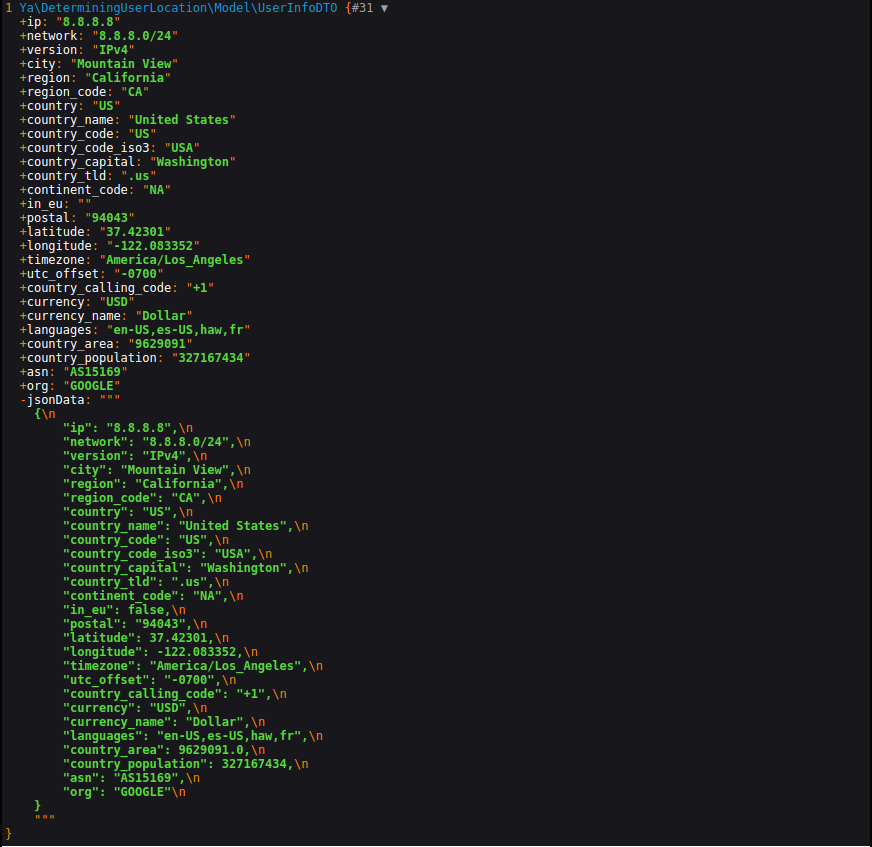 1 Ya\DeterminingUserLocation\Model\UserInfoDTO {#31 ▼
+ip: "8.8.8.8"
+network: "8.8.8.0/24"
+version: "IPv4"
+city: "Mountain View"
+region: "California"
+region_code: "CA"
+country: "US"
+country_name: "United States"
+country_code: "US"
+country_code_iso3: "USA"
+country_capital: "Washington"
+country_tld: ".us"
+continent_code: "NA"
+in_eu: ""
+postal: "94043"
+latitude: "37.42301"
+longitude: "-122.083352"
+timezone: "America/Los_Angeles"
+utc_offset: "-0700"
+country_calling_code: "+1"
+currency: "USD"
+currency_name: "Dollar"
+languages: "en-US,es-US,haw,fr"
+country_area: "9629091"
+country_population: "327167434"
+asn: "AS15169"
+org: "GOOGLE"
-jsonData: """
{\n
"ip": "8.8.8.8",\n
"network": "8.8.8.0/24",\n
"version": "IPv4",\n
"city": "Mountain View",\n
"region": "California",\n
"region_code": "CA",\n
"country": "US",\n
"country_name": "United States",\n
"country_code": "US",\n
"country_code_iso3": "USA",\n
"country_capital": "Washington",\n
"country_tld": ".us",\n
"continent_code": "NA",\n
"in_eu": false,\n
"postal": "94043",\n
"latitude": 37.42301,\n
"longitude": -122.083352,\n
"timezone": "America/Los_Angeles",\n
"utc_offset": "-0700",\n
"country_calling_code": "+1",\n
"currency": "USD",\n
"currency_name": "Dollar",\n
"languages": "en-US,es-US,haw,fr",\n
"country_area": 9629091.0,\n
"country_population": 327167434,\n
"asn": "AS15169",\n
"org": "GOOGLE"\n
}
"""
}